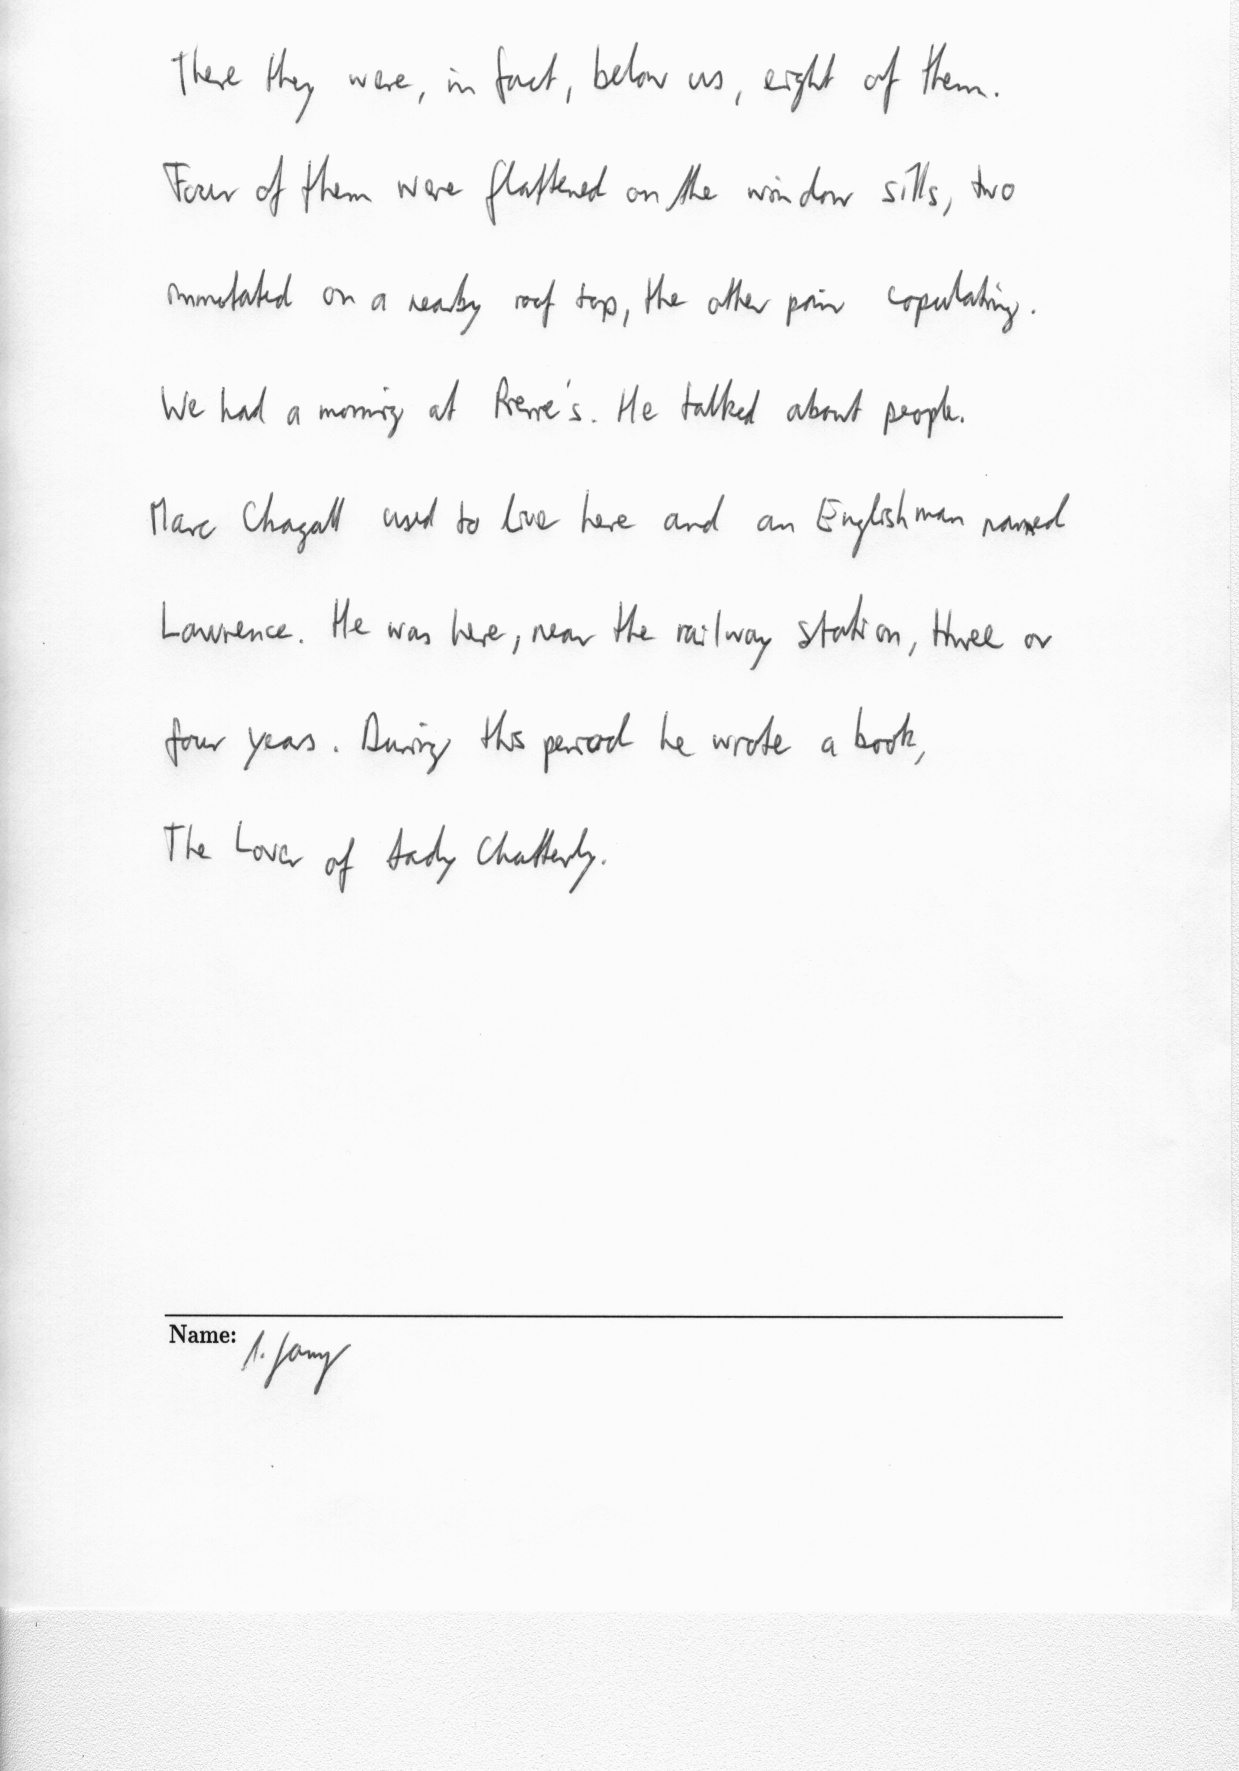 There they were, in fact, below us, eight of them.
Four of them were flattened on the window sills, two
on a nearby roof top, the other pair copulating.
We had a morning at Pierre's. He talked about people.
Marc Chagall used to live here and an Englishman named
Lawrence. He was here, near the railway station, three or
four years. During this period he wrote a book,
The Lover of Lady Chatterly.
Name: